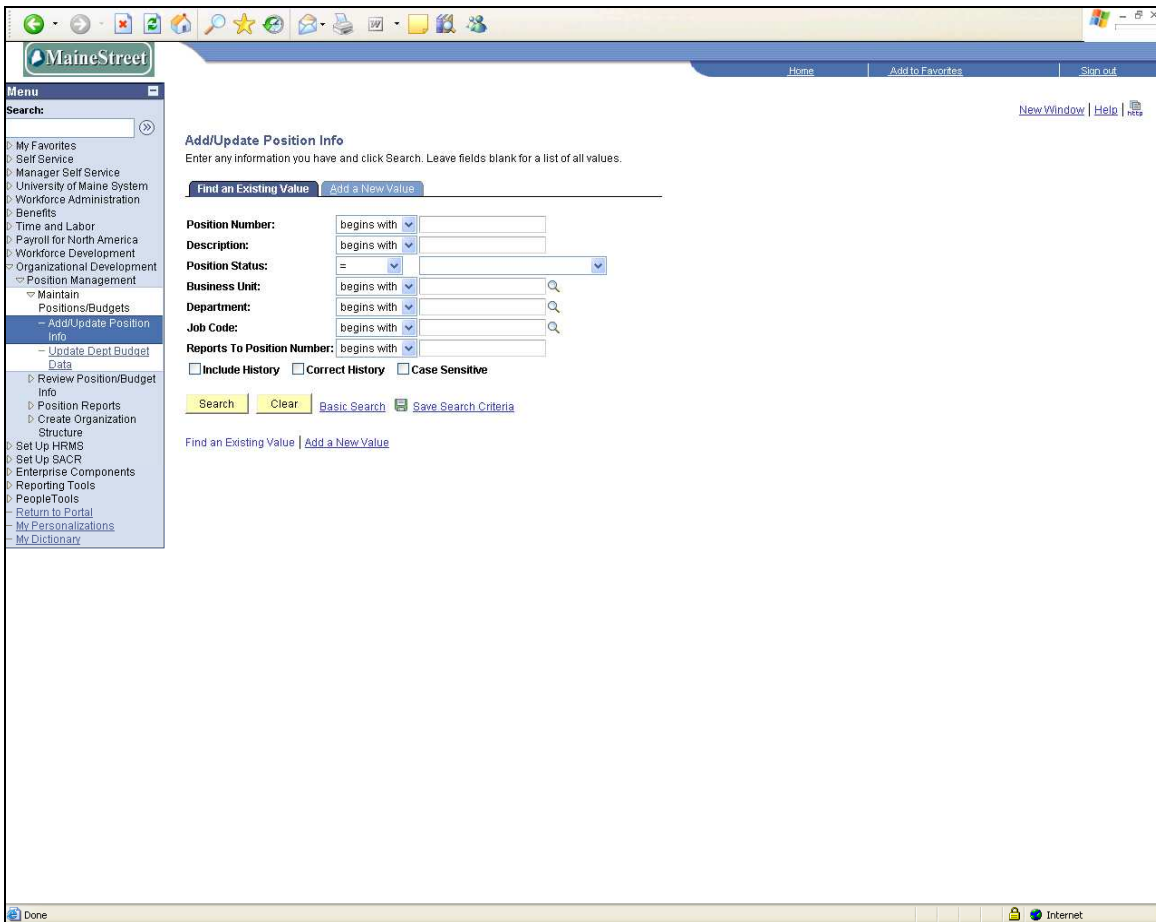 MaineStreet
Home Add to Favorites Sign out
Menu
Search:
New Window | Help |
http
My Favorites
Self Service
Manager Self Service
University of Maine System
Workforce Administration
Benefits
Time and Labor
Payroll for North America
Workforce Development
Organizational Development
Position Management
Maintain
Positions/Budgets
– Add/Update Position
Info
– Update Dept Budget
Data
Review Position/Budget
Info
Position Reports
Create Organization
Structure
Set Up HRMS
Set Up SACR
Enterprise Components
Reporting Tools
PeopleTools
– Return to Portal
– My Personalizations
– My Dictionary
Add/Update Position Info
Enter any information you have and click Search. Leave fields blank for a list of all values.
Find an Existing Value Add a New Value
Position Number: begins with
Description: begins with
Position Status: =
Business Unit: begins with
Department: begins with
Job Code: begins with
Reports To Position Number: begins with
Include History Correct History Case Sensitive
Search Clear Basic Search Save Search Criteria
Find an Existing Value | Add a New Value
Done Internet